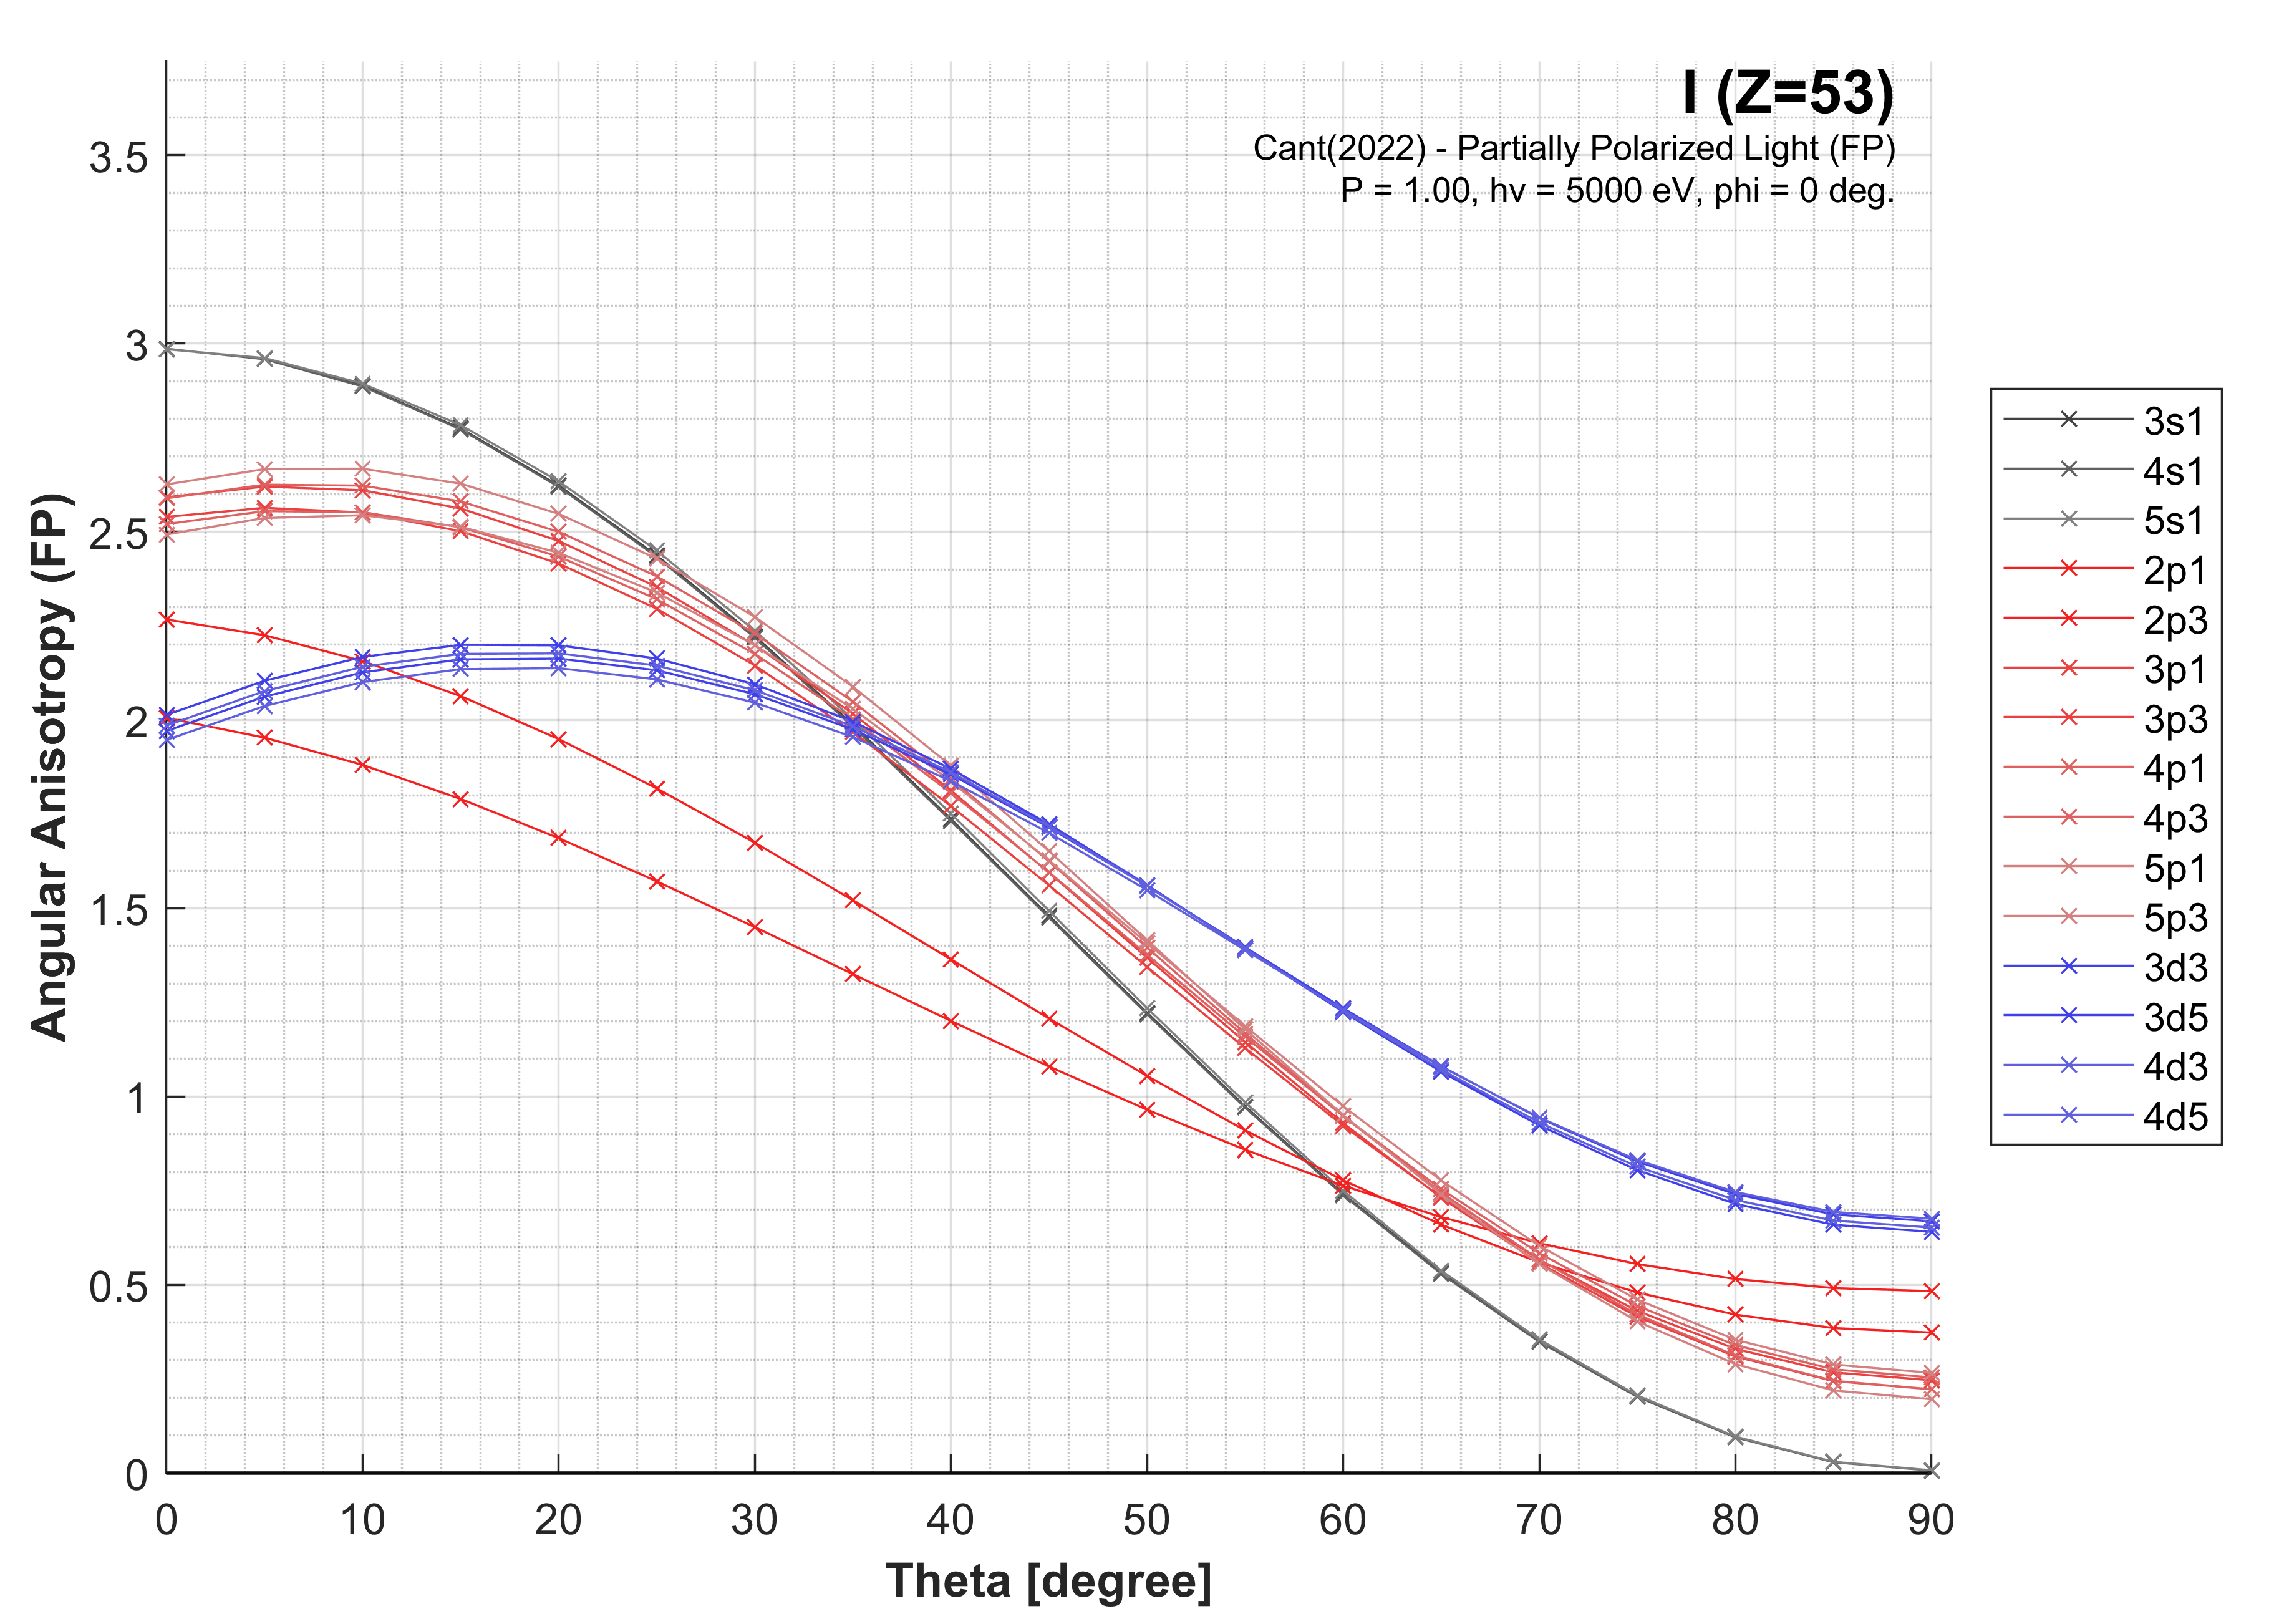 I (Z=53)
Cant(2022) - Partially Polarized Light (FP)
P = 1.00, hv = 5000 eV, phi = 0 deg.
Angular Anisotropy (FP)
3.5
3
2.5
2
1.5
1
0.5
0
0 10 20 30 40 50 60 70 80 90
Theta [degree]
3s1
4s1
5s1
2p1
2p3
3p1
3p3
4p1
4p3
5p1
5p3
3d3
3d5
4d3
4d5